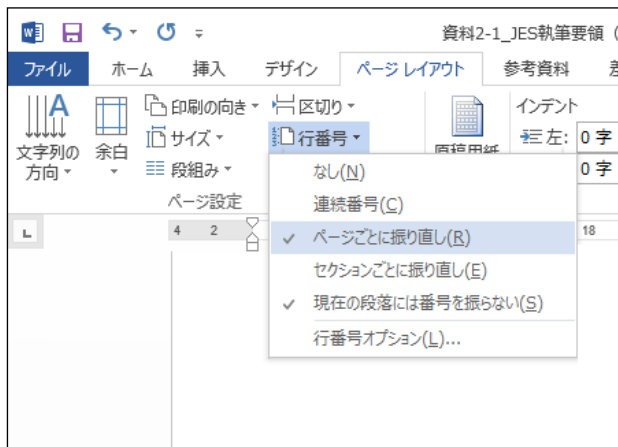 資料2-1_JES執筆要領（
ファイル ホーム 挿入 デザイン ページ レイアウト 参考資料
文字列の方向 余白 印刷の向き 区切り インデント
サイズ 行番号 原稿用紙 左: 0 字
段組み 0 字
ページ設定
なし(N)
連続番号(C)
ページごとに振り直し(R)
セクションごとに振り直し(E)
現在の段落には番号を振らない(S)
行番号オプション(L)...
4 2 18